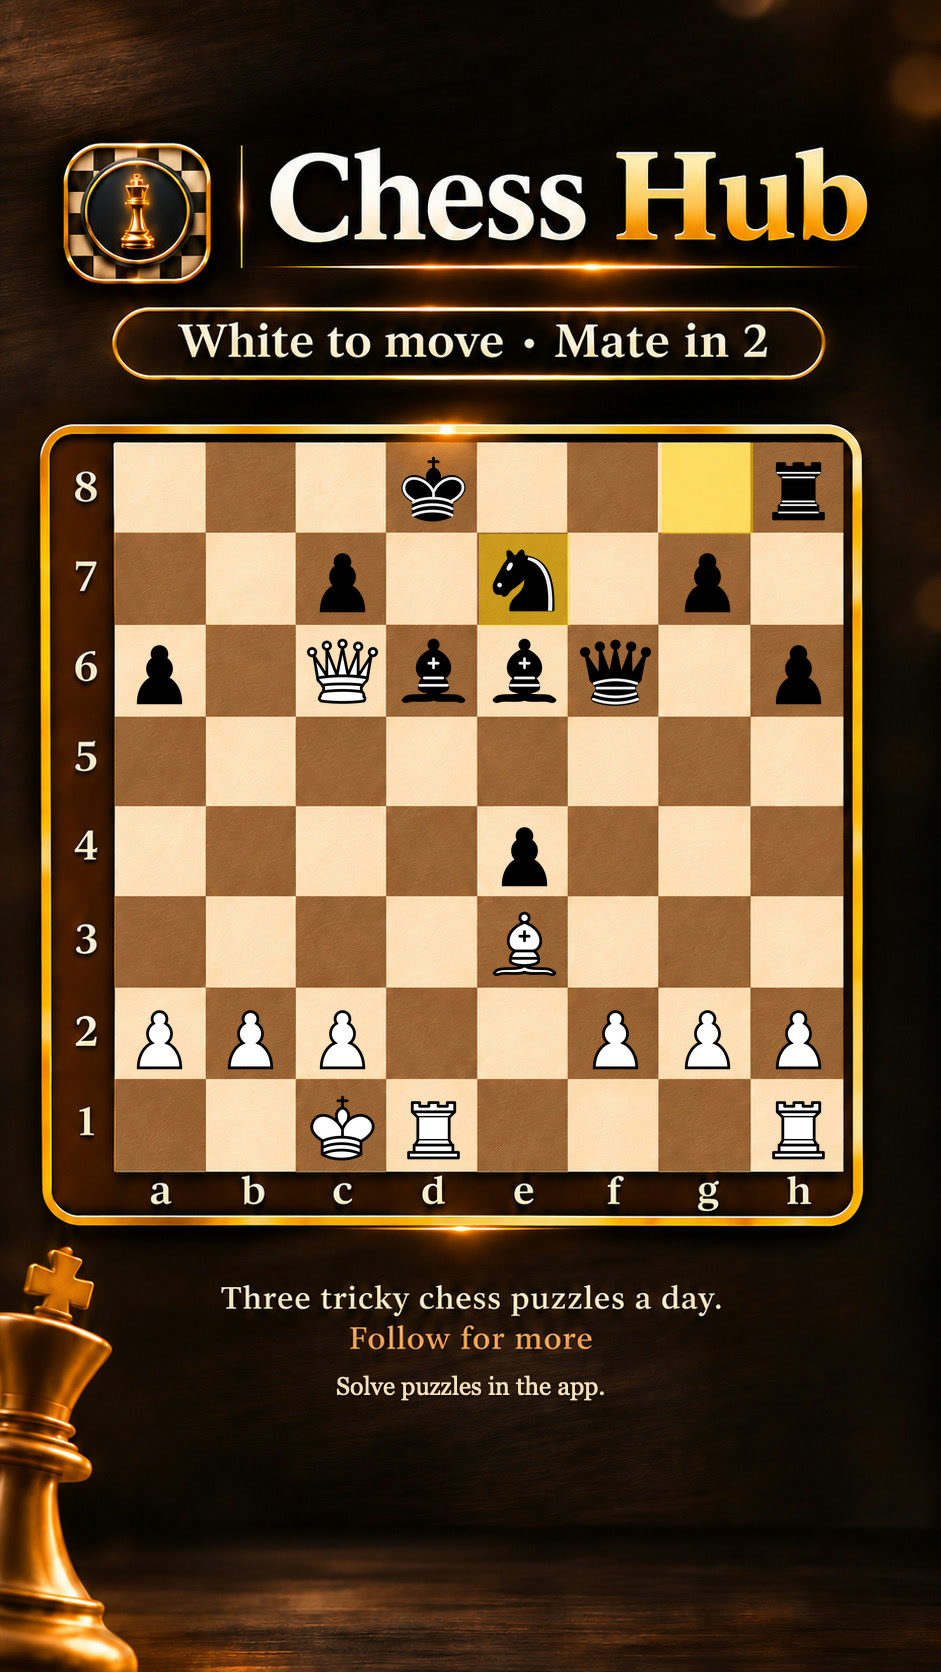 Chess Hub
White to move • Mate in 2
8
7
6
5
4
3
2
1
a b c d e f g h
Three tricky chess puzzles a day.
Follow for more
Solve puzzles in the app.